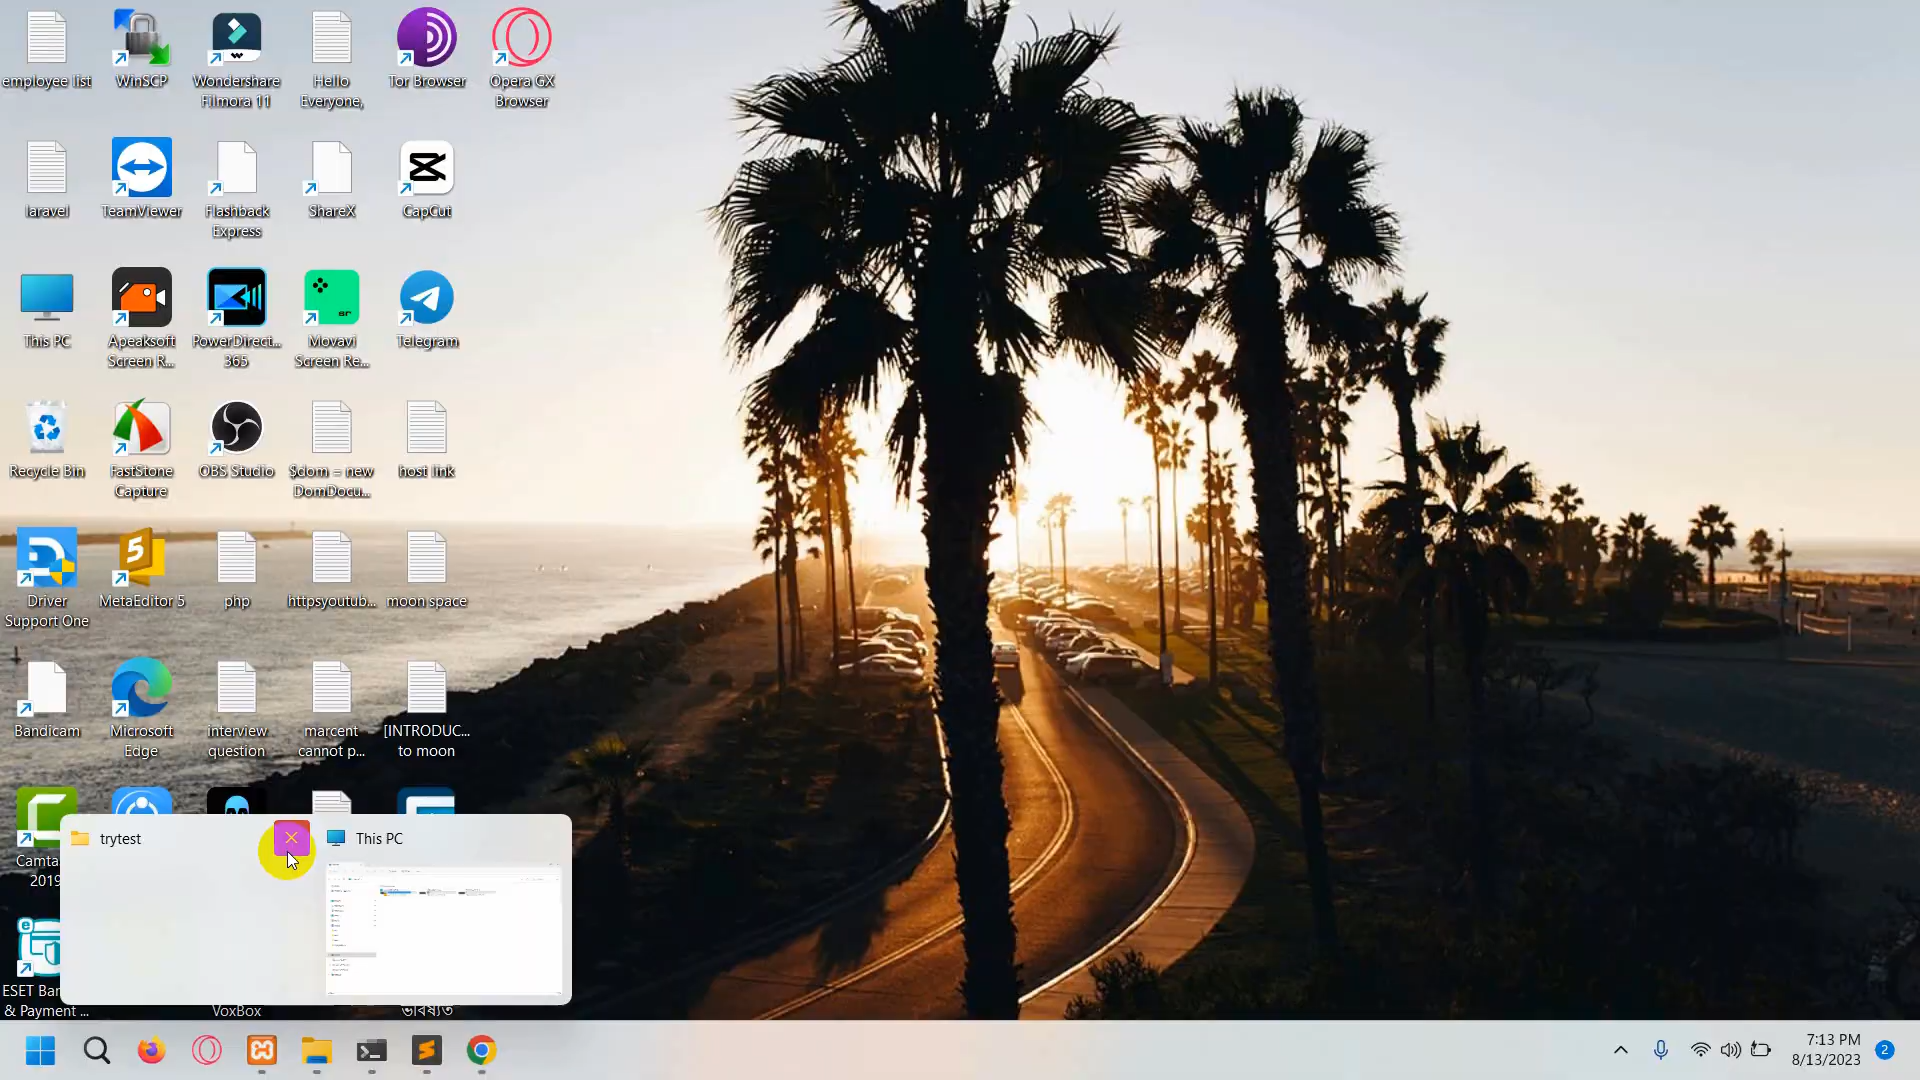 employee list
WinSCP
Wondershare
Filmora 11
Hello
Everyone,
Tor Browser
Opera GX
Browser
laravel
TeamViewer
Flashback
Express
ShareX
CapCut
This PC
Apeaksoft
Screen R...
PowerDirect...
365
Movavi
Screen Re...
Telegram
Recycle Bin
FastStone
Capture
OBS Studio
$dom = new
DomDocu...
host link
Driver
Support One
MetaEditor 5
php
httpsyoutub...
moon space
Bandicam
Microsoft
Edge
interview
question
marcent
cannot p...
[INTRODUC...
to moon
trytest
This PC
Camta
2019
ESET Bar
& Payment ...
VoxBox
ভবিষ্যত
7:13 PM
8/13/2023
2